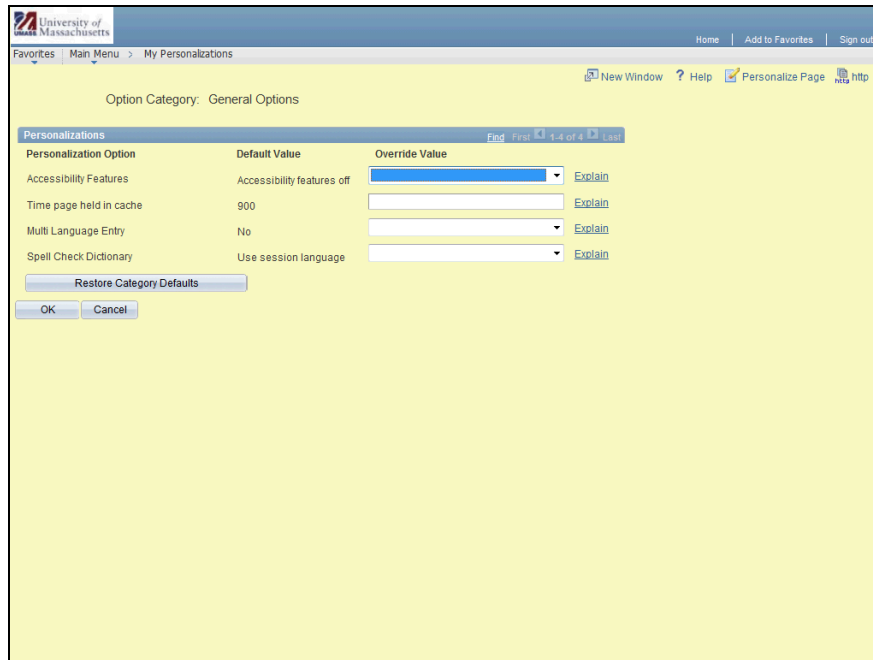 University of
UMASS Massachusetts
Home | Add to Favorites | Sign out
Favorites | Main Menu > My Personalizations
New Window ? Help Personalize Page http
Option Category: General Options
Personalizations Find First 1-4 of 4 Last
Personalization Option Default Value Override Value
Accessibility Features Accessibility features off Explain
Time page held in cache 900 Explain
Multi Language Entry No Explain
Spell Check Dictionary Use session language Explain
Restore Category Defaults
OK Cancel